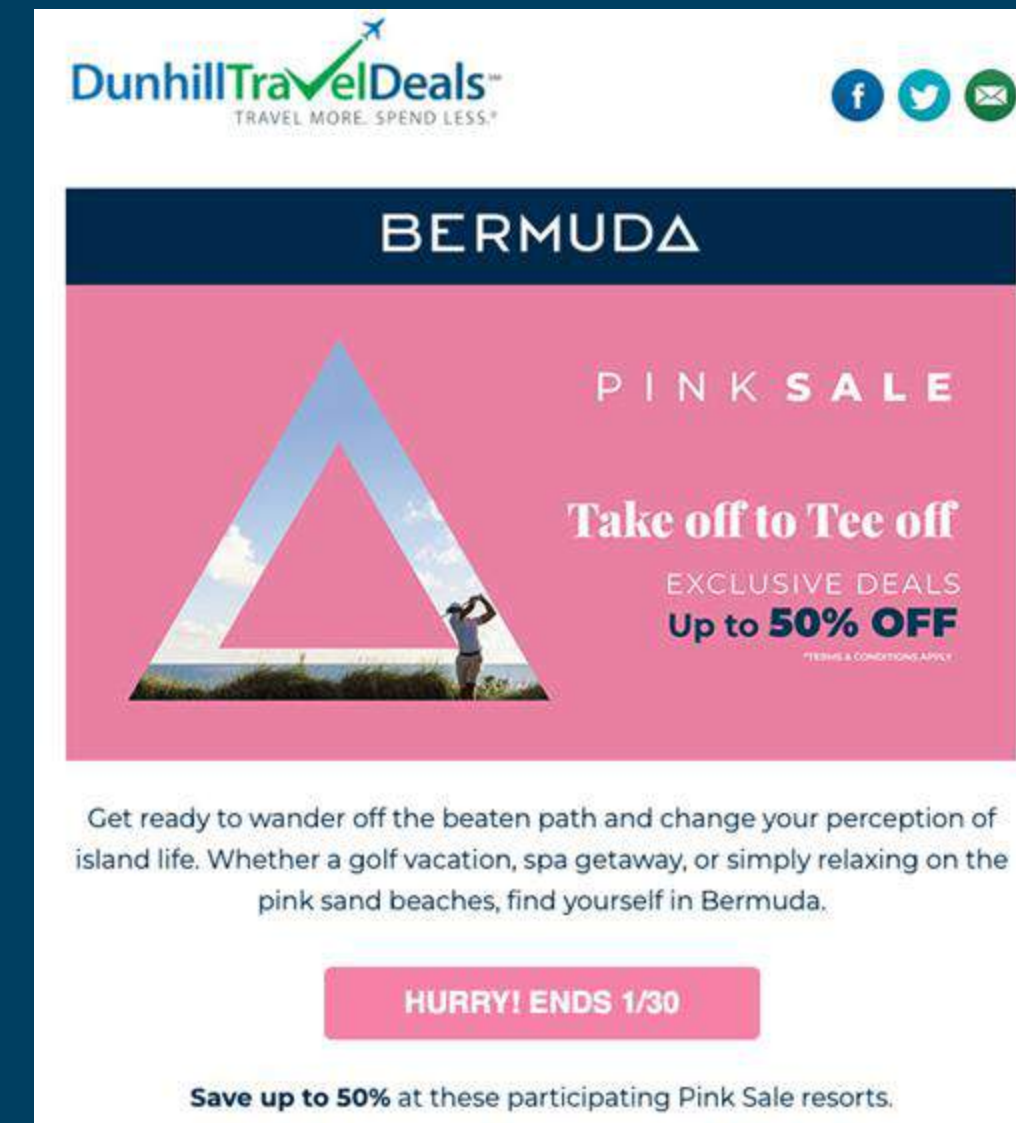 DunhillTravelDeals℠
TRAVEL MORE. SPEND LESS.®
f
BERMUDA
PINK SALE
Take off to Tee off
EXCLUSIVE DEALS
Up to 50% OFF
*TERMS & CONDITIONS APPLY
Get ready to wander off the beaten path and change your perception of
island life. Whether a golf vacation, spa getaway, or simply relaxing on the
pink sand beaches, find yourself in Bermuda.
HURRY! ENDS 1/30
Save up to 50% at these participating Pink Sale resorts.